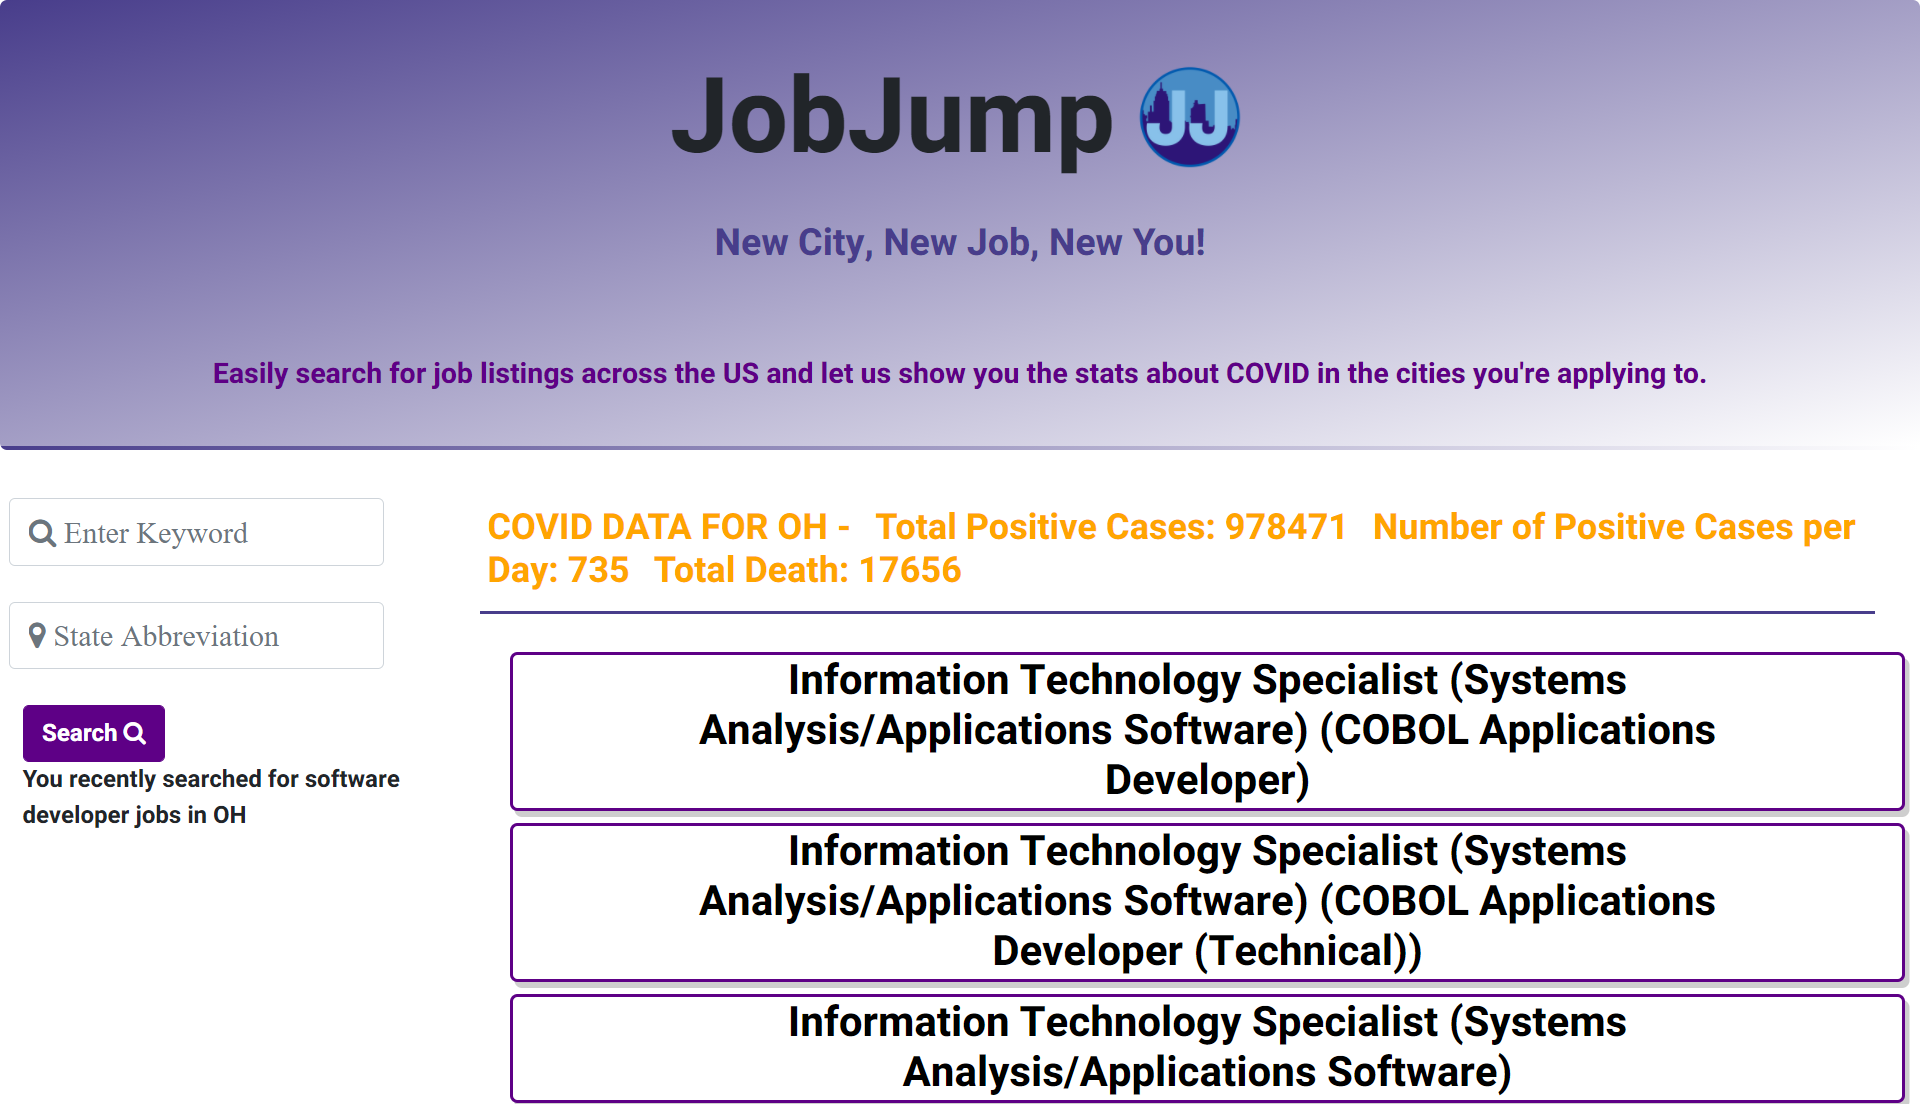 JobJump JJ
New City, New Job, New You!
Easily search for job listings across the US and let us show you the stats about COVID in the cities you're applying to.
Enter Keyword
State Abbreviation
Search
You recently searched for software
developer jobs in OH
COVID DATA FOR OH - Total Positive Cases: 978471 Number of Positive Cases per
Day: 735 Total Death: 17656
Information Technology Specialist (Systems
Analysis/Applications Software) (COBOL Applications
Developer)
Information Technology Specialist (Systems
Analysis/Applications Software) (COBOL Applications
Developer (Technical))
Information Technology Specialist (Systems
Analysis/Applications Software)